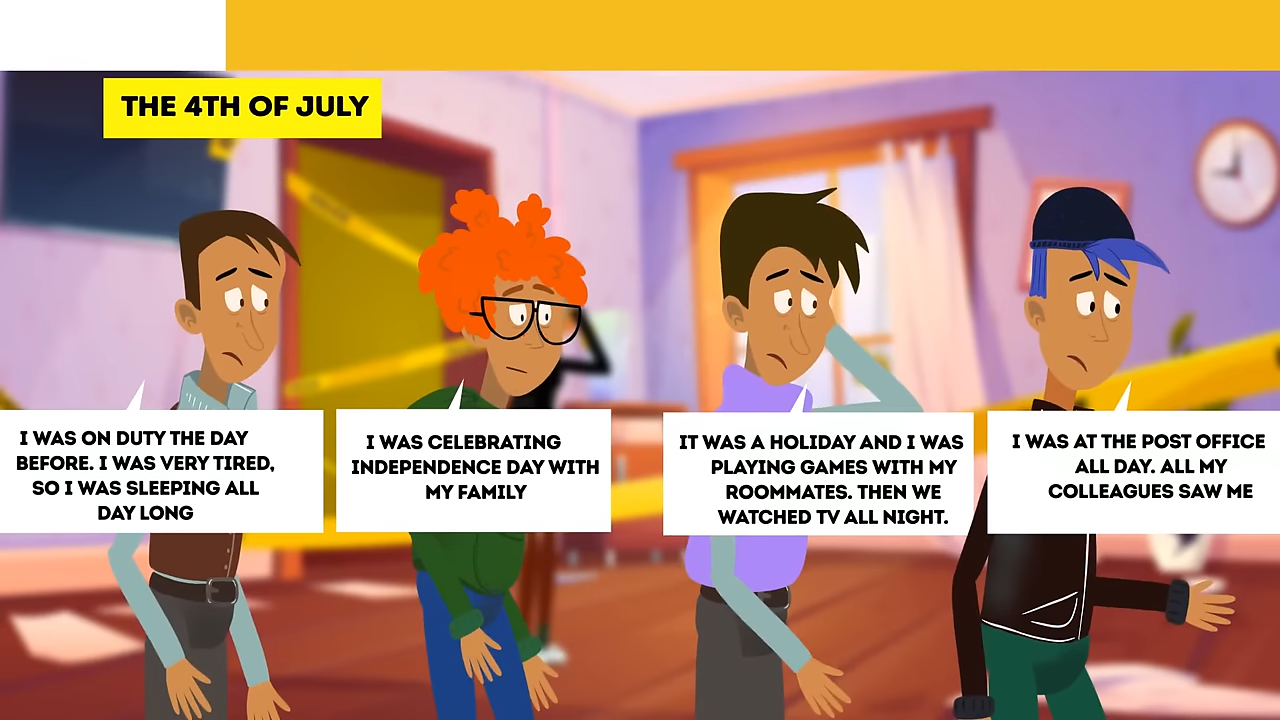 THE 4TH OF JULY
I WAS ON DUTY THE DAY
BEFORE. I WAS VERY TIRED,
SO I WAS SLEEPING ALL
DAY LONG
I WAS CELEBRATING
INDEPENDENCE DAY WITH
MY FAMILY
IT WAS A HOLIDAY AND I WAS
PLAYING GAMES WITH MY
ROOMMATES. THEN WE
WATCHED TV ALL NIGHT.
I WAS AT THE POST OFFICE
ALL DAY. ALL MY
COLLEAGUES SAW ME